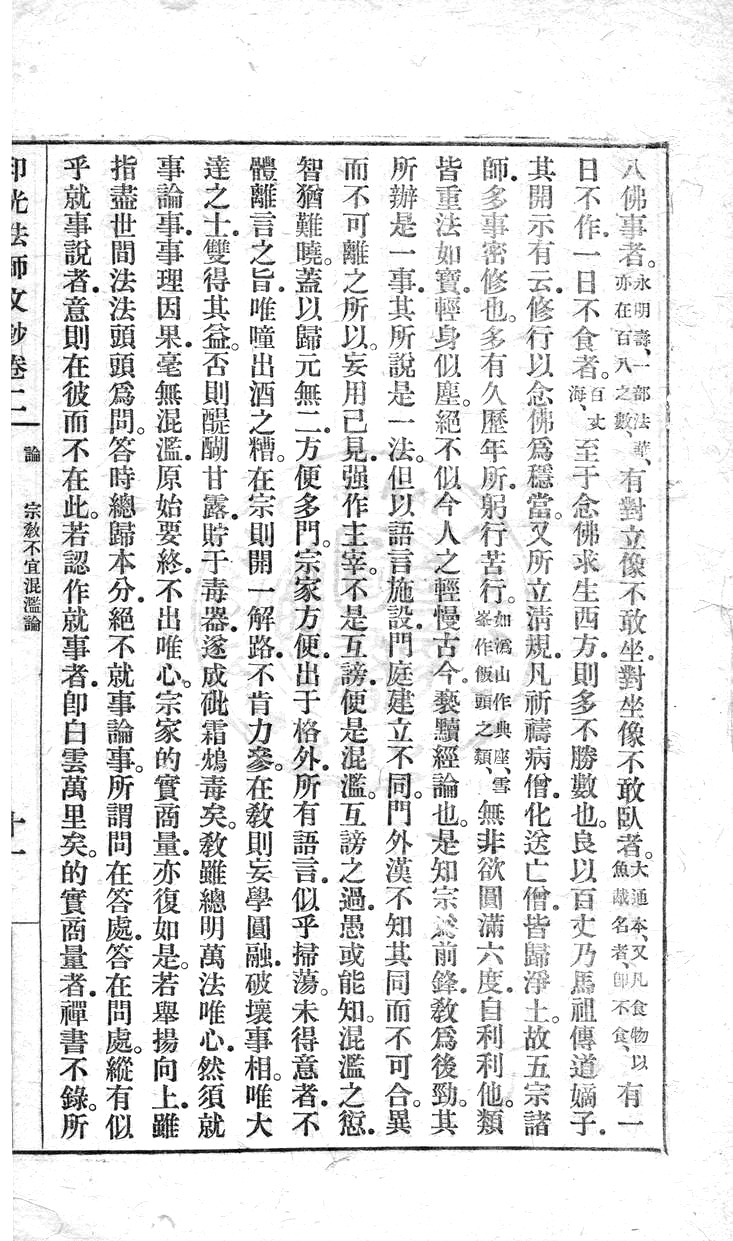 八佛事者。永明壽、一部法華、亦在百八之數、有對立像不敢坐。對坐像不敢臥者。大通本、又凡食物以魚胾名者、即不食、有一
日不作。一日不食者。百丈海、至于念佛求生西方。則多不勝數也。良以百丈乃馬祖傳道嫡子。
其開示有云。修行以念佛爲穩當。又所立清規。凡祈禱病僧。化送亡僧。皆歸淨土。故五宗諸
師。多事密修也。多有久歷年所。躬行苦行。如溈山作典座、雪峯作飯頭之類、無非欲圓滿六度。自利利他。類
皆重法如寶。輕身似塵。絕不似今人之輕慢古今。褻黷經論也。是知宗爲前鋒。教爲後勁。其
所辦是一事。其所說是一法。但以語言施設。門庭建立不同。門外漢不知其同而不可合。異
而不可離之所以。妄用己見。强作主宰。不是互謗。便是混濫。互謗之過。愚或能知。混濫之愆。
智猶難曉。蓋以歸元無二。方便多門。宗家方便。出于格外。所有語言。似乎掃蕩。未得意者。不
體離言之旨。唯噇出酒之糟。在宗則開一解路。不肯力參。在教則妄學圓融。破壞事相。唯大
達之士。雙得其益。否則醍醐甘露。貯于毒器。遂成砒霜鴆毒矣。教雖總明萬法唯心。然須就
事論事。事理因果。毫無混濫。原始要終。不出唯心。宗家的實商量。亦復如是。若舉揚向上。雖
指盡世間法法頭頭爲問。答時總歸本分。絕不就事論事。所謂問在答處。答在問處。縱有似
乎就事說者。意則在彼而不在此。若認作就事者。即白雲萬里矣。的實商量者。禪書不錄。所
印光法師文鈔卷二 論 宗教不宜混濫論 十一